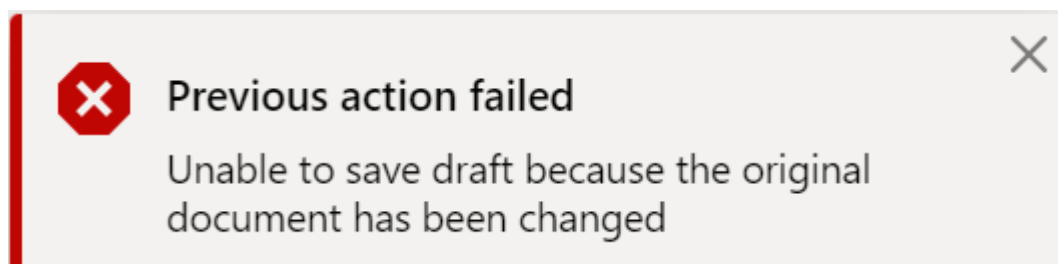 Previous action failed
Unable to save draft because the original
document has been changed